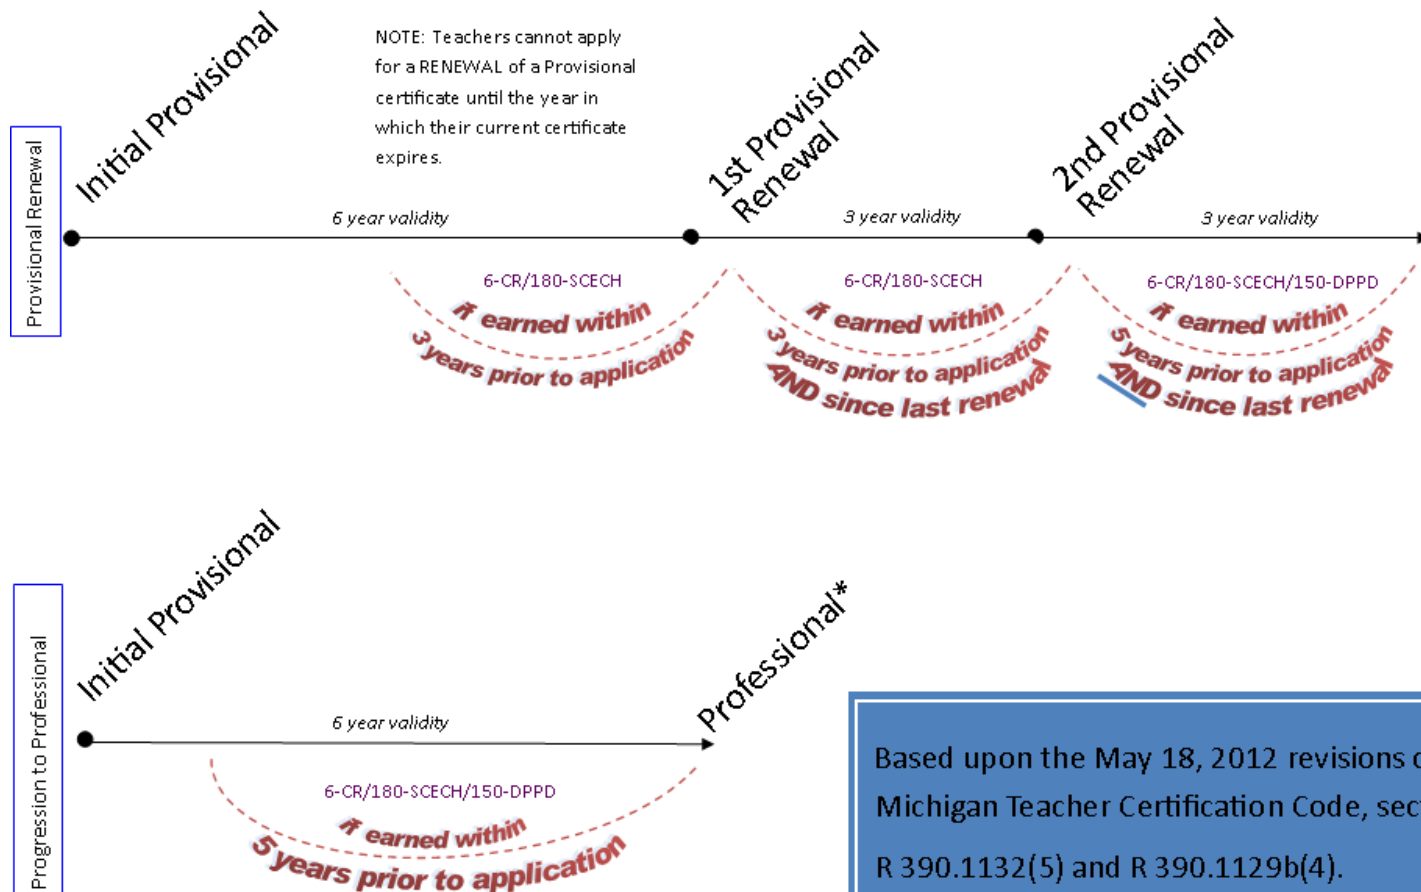 Provisional Renewal
Initial Provisional
NOTE: Teachers cannot apply
for a RENEWAL of a Provisional
certificate until the year in
which their current certificate
expires.
1st Provisional
Renewal
2nd Provisional
Renewal
6 year validity
3 year validity
3 year validity
6-CR/180-SCECH
if earned within
3 years prior to application
6-CR/180-SCECH
if earned within
3 years prior to application
AND since last renewal
6-CR/180-SCECH/150-DPPD
if earned within
5 years prior to application
AND since last renewal
Progression to Professional
Initial Provisional
Professional*
6 year validity
6-CR/180-SCECH/150-DPPD
if earned within
5 years prior to application
Based upon the May 18, 2012 revisions
Michigan Teacher Certification Code,
R 390.1132(5) and R 390.1129b(4).